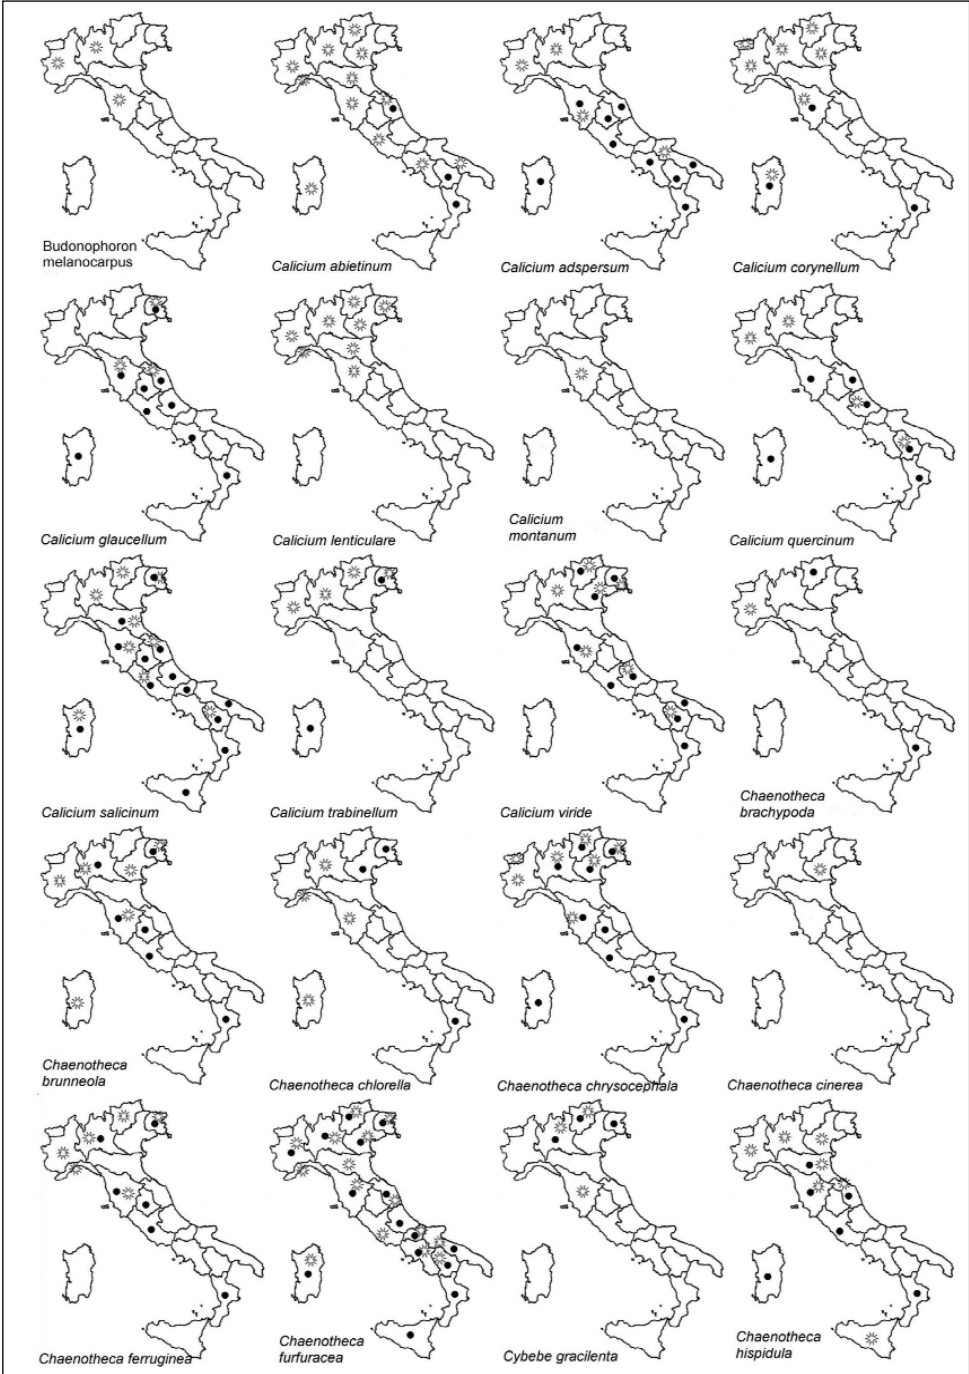 Budonophoron
melanocarpus
Calicium abietinum
Calicium adspersum
Calicium corynellum
Calicium glaucellum
Calicium lenticulare
Calicium
montanum
Calicium quercinum
Calicium salicinum
Calicium trabinellum
Calicium viride
Chaenotheca
brachypoda
Chaenotheca
brunneola
Chaenotheca chlorella
Chaenotheca chrysocephala
Chaenotheca cinerea
Chaenotheca ferruginea
Chaenotheca
furfuracea
Cybebe gracilenta
Chaenotheca
hispidula